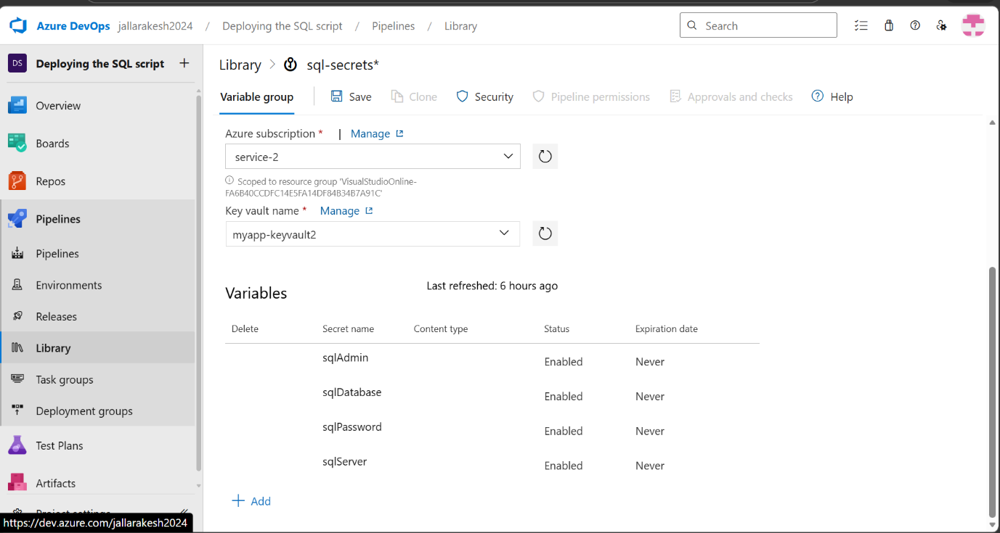 Azure DevOps jallarakesh2024 / Deploying the SQL script / Pipelines / Library
Search
DS Deploying the SQL script +
Overview
Boards
Repos
Pipelines
Pipelines
Environments
Releases
Library
Task groups
Deployment groups
Test Plans
Artifacts
Project settings
https://dev.azure.com/jallarakesh2024
Library > sql-secrets*
Variable group Save Clone Security Pipeline permissions Approvals and checks Help
Azure subscription * | Manage
service-2
Scoped to resource group 'VisualStudioOnline-
FA6B40CCDFC14E5FA14DF84B34B7A91C'
Key vault name * Manage
myapp-keyvault2
Variables
Last refreshed: 6 hours ago
Delete Secret name Content type Status Expiration date
sqlAdmin Enabled Never
sqlDatabase Enabled Never
sqlPassword Enabled Never
sqlServer Enabled Never
+ Add